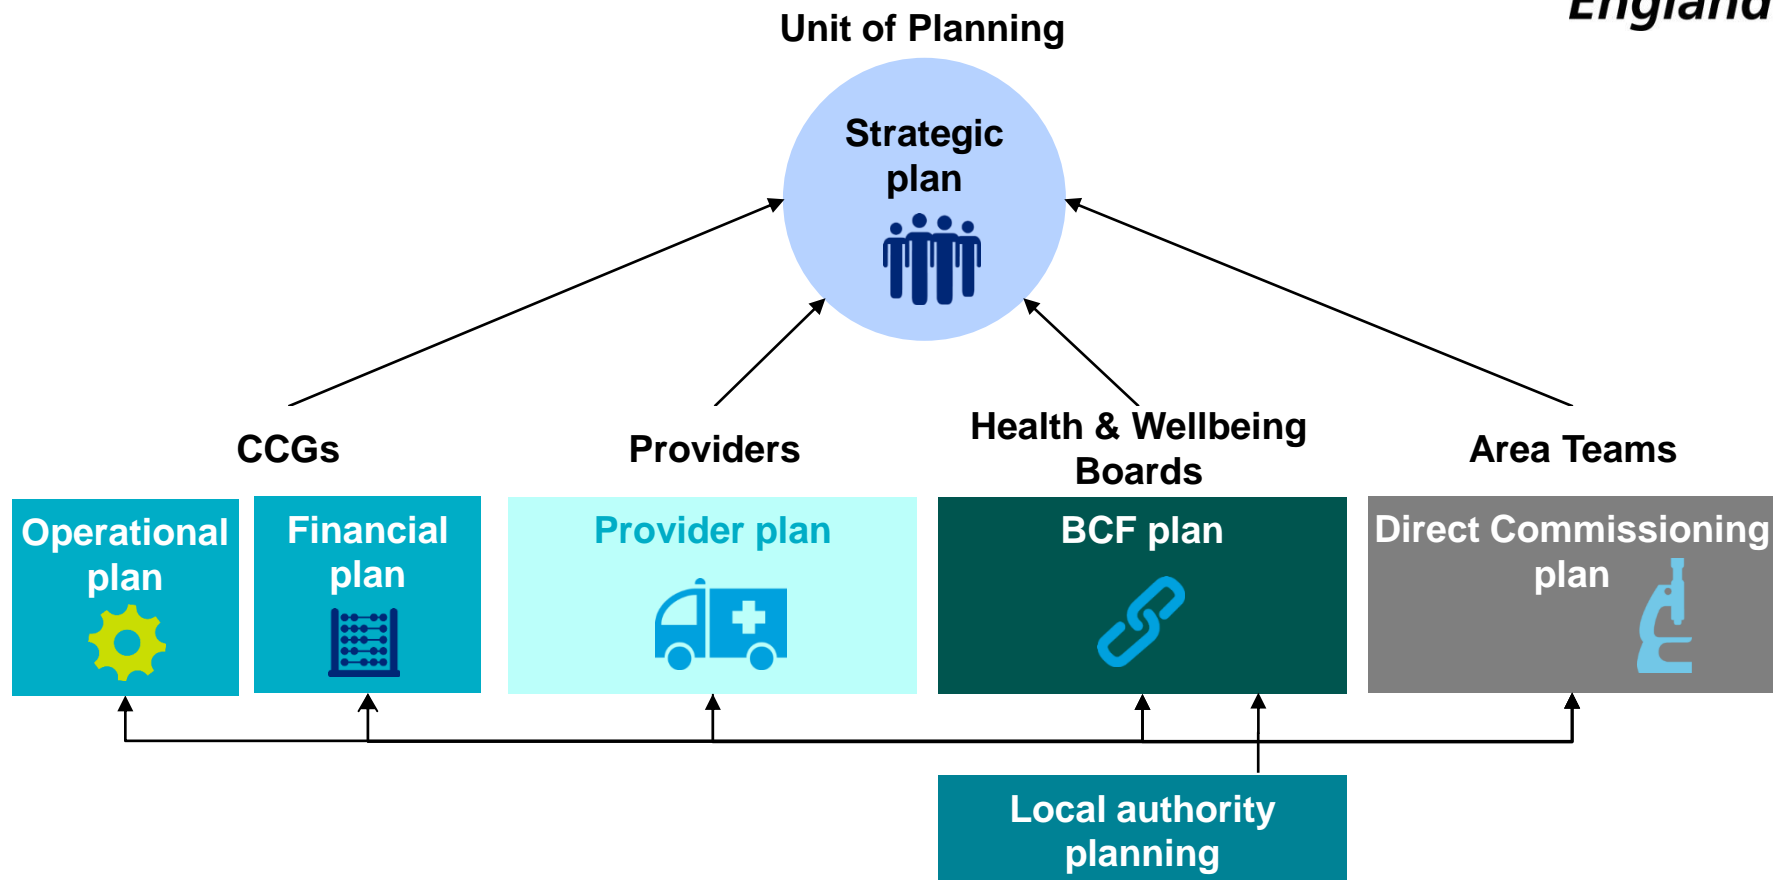 England
Unit of Planning
Strategic
plan
CCGs
Providers
Health & Wellbeing
Boards
Area Teams
Operational
plan
Financial
plan
Provider plan
BCF plan
Direct Commissioning
plan
Local authority
planning